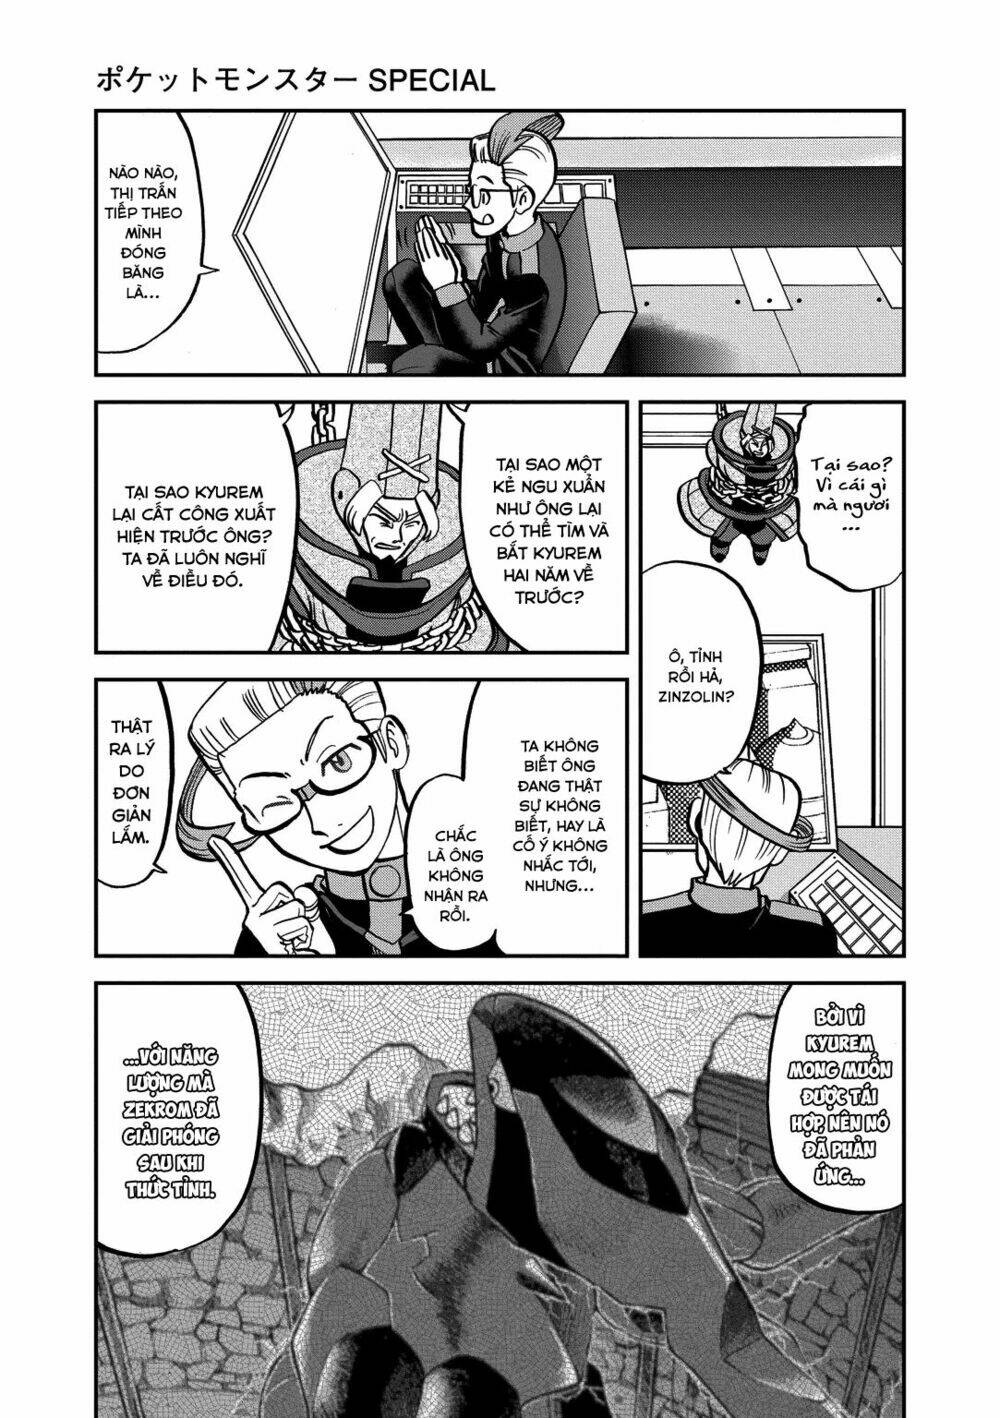 ポケットモンスター SPECIAL
NÀO NÀO,
THỊ TRẤN
TIẾP THEO
MÌNH
ĐÓNG
BĂNG
LÀ...
Tại sao?
Vì cái gì
mà ngươi
...
Ô, TỈNH
RỒI HẢ,
ZINZOLIN?
TẠI SAO MỘT
KẺ NGU XUẨN
NHƯ ÔNG LẠI
CÓ THỂ TÌM VÀ
BẮT KYUREM
HAI NĂM VỀ
TRƯỚC?
TẠI SAO KYUREM
LẠI CẤT CÔNG XUẤT
HIỆN TRƯỚC ÔNG?
TA ĐÃ LUÔN NGHĨ
VỀ ĐIỀU ĐÓ.
TA KHÔNG
BIẾT ÔNG
ĐANG THẬT
SỰ KHÔNG
BIẾT, HAY LÀ
CỐ Ý KHÔNG
NHẮC TỚI,
NHƯNG...
CHẮC
LÀ ÔNG
KHÔNG
NHẬN RA
RỒI.
THẬT
RA LÝ
DO
ĐƠN
GIẢN
LẮM.
BỞI VÌ
KYUREM
MONG MUỐN
ĐƯỢC TÁI
HỢP, NÊN NÓ
ĐÃ PHẢN
ỨNG...
...VỚI NĂNG
LƯỢNG MÀ
ZEKROM ĐÃ
GIẢI PHÓNG
SAU KHI
THỨC TỈNH.